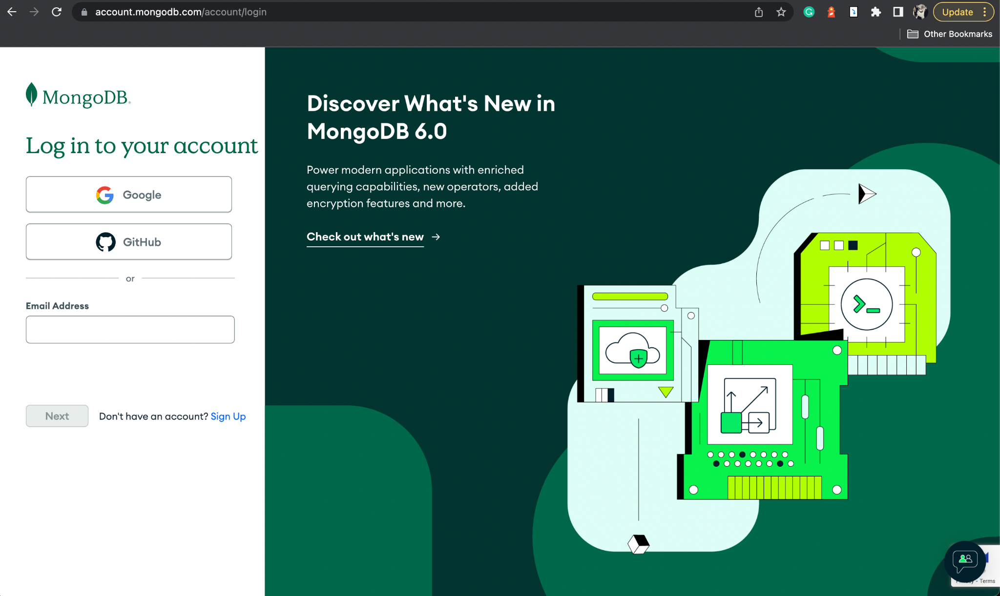 account.mongodb.com/account/login
Update
Other Bookmarks
MongoDB®
Log in to your account
Google
GitHub
or
Email Address
Next
Don't have an account? Sign Up
Discover What's New in
MongoDB 6.0
Power modern applications with enriched
querying capabilities, new operators, added
encryption features and more.
Check out what's new →
- Terms